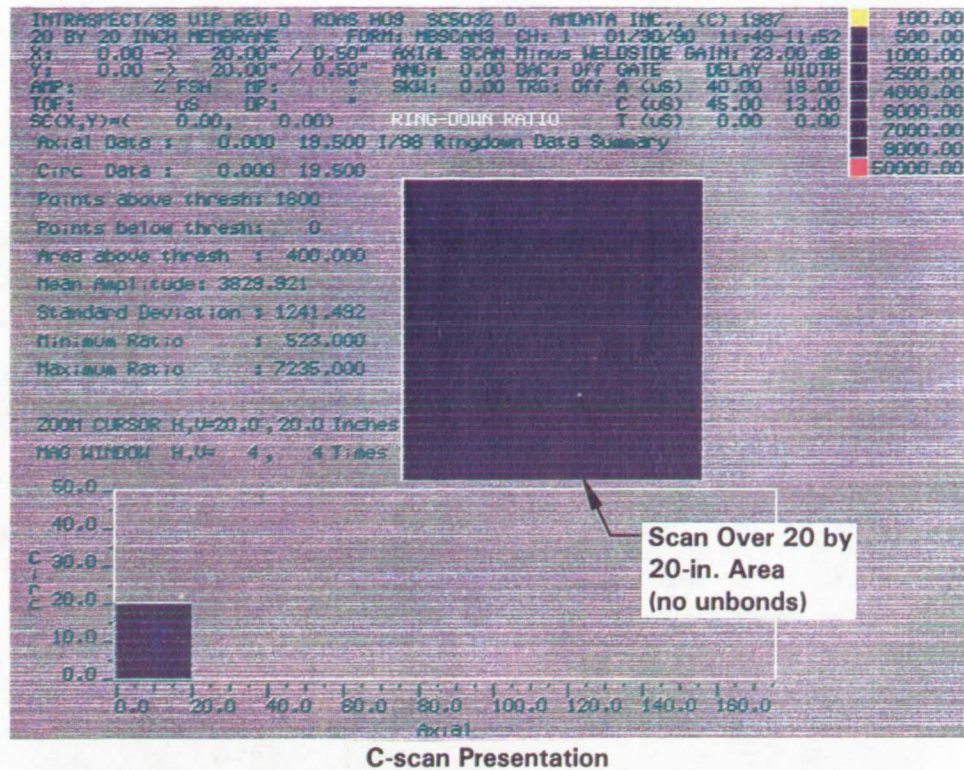 INTRASPECT/98 UIP REV D RDAS H09 SC5032 D AMDATA INC., (C) 1987
20 BY 20 INCH MEMBRANE FORM: MBSCAN3 CH: 1 01/30/90 11:49-11:52
X: 0.00 -> 20.00" / 0.50" AXIAL SCAN Minus WELDSIDE GAIN: 23.00 dB
Y: 0.00 -> 20.00" / 0.50" ANG: 0.00 DAC: Off GATE DELAY WIDTH
AMP: % FSH MP: " SKW: 0.00 TRG: Off A (uS) 40.00 18.00
TOF: uS DP: " C (uS) 45.00 13.00
SC(X,Y)=( 0.00, 0.00) RING-DOWN RATIO T (uS) 0.00 0.00
100.00
500.00
1000.00
2500.00
4000.00
6000.00
7000.00
8000.00
50000.00
Axial Data : 0.000 19.500 I/98 Ringdown Data Summary
Circ Data : 0.000 19.500
Points above thresh: 1600
Points below thresh: 0
Area above thresh : 400.000
Mean Amplitude: 3829.921
Standard Deviation : 1241.492
Minimum Ratio : 523.000
Maximum Ratio : 7235.000
ZOOM CURSOR H,V=20.0,20.0 Inches
MAG WINDOW H,V= 4, 4 Times
Scan Over 20 by
20-in. Area
(no unbonds)
50.0
40.0
30.0
20.0
10.0
0.0
Circ
0.0 20.0 40.0 60.0 80.0 100.0 120.0 140.0 160.0
Axial
C-scan Presentation